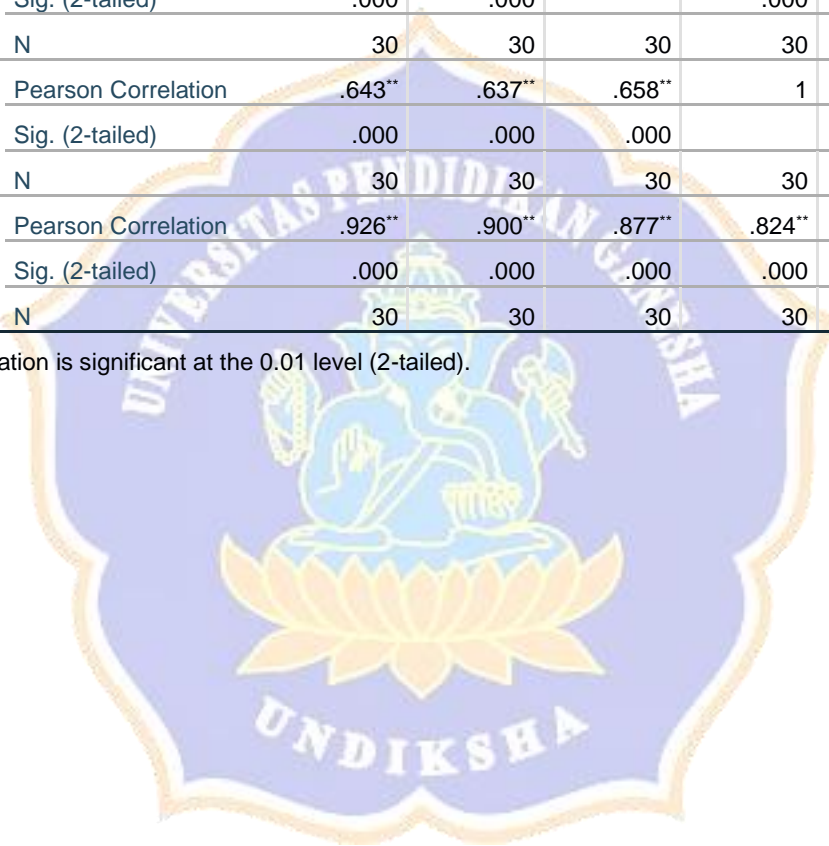 Sig. (2-tailed) .000 .000 .000
N 30 30 30 30
Pearson Correlation .643** .637** .658** 1
Sig. (2-tailed) .000 .000 .000
N 30 30 30 30
Pearson Correlation .926** .900** .877** .824**
Sig. (2-tailed) .000 .000 .000 .000
N 30 30 30 30
ation is significant at the 0.01 level (2-tailed).
UNIVERSITAS PENDIDIKAN GANESHA
UNDIKSHA